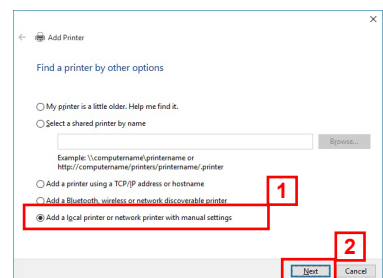 Add Printer
Find a printer by other options
My printer is a little older. Help me find it.
Select a shared printer by name
Browse...
Example: \\computername\printername or
http://computername/printers/printername/.printer
Add a printer using a TCP/IP address or hostname
1
Add a Bluetooth, wireless or network discoverable printer
Add a local printer or network printer with manual settings
2
Next Cancel